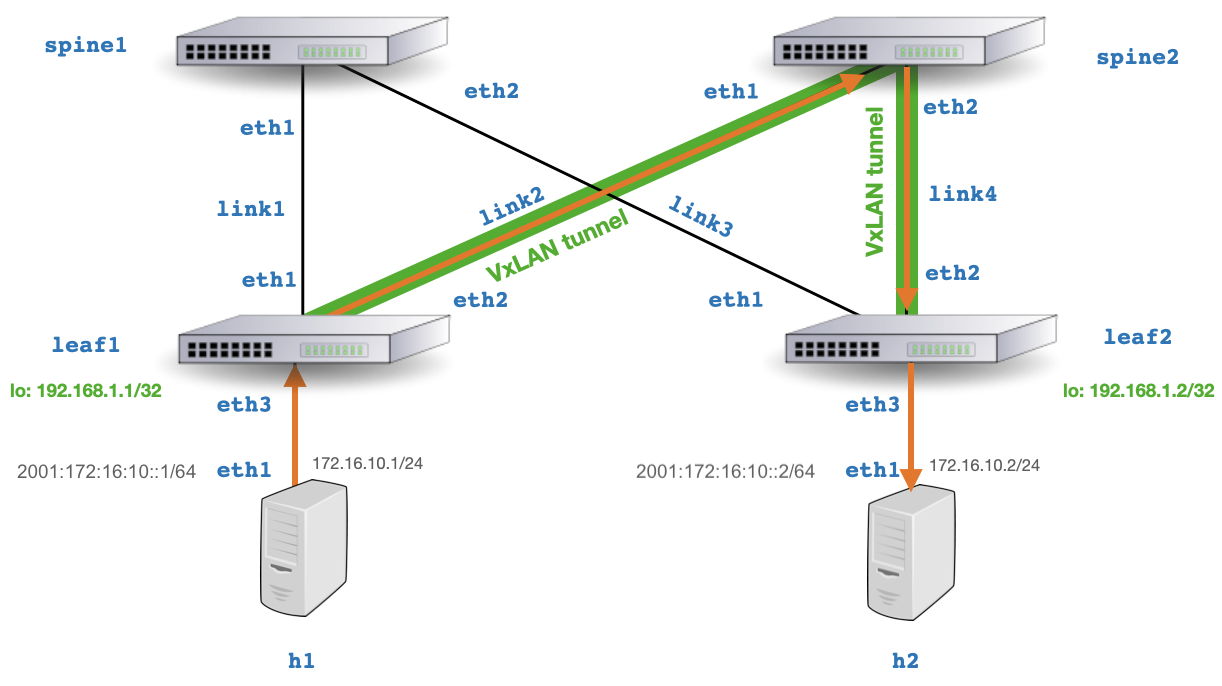 spine1
spine2
eth2
eth1
eth2
eth1
VxLAN tunnel
link1
link2
link3
link4
VxLAN tunnel
eth1
eth2
eth1
eth2
leaf1
leaf2
lo: 192.168.1.1/32
lo: 192.168.1.2/32
eth3
eth3
2001:172:16:10::1/64
eth1
172.16.10.1/24
2001:172:16:10::2/64
eth1
172.16.10.2/24
h1
h2